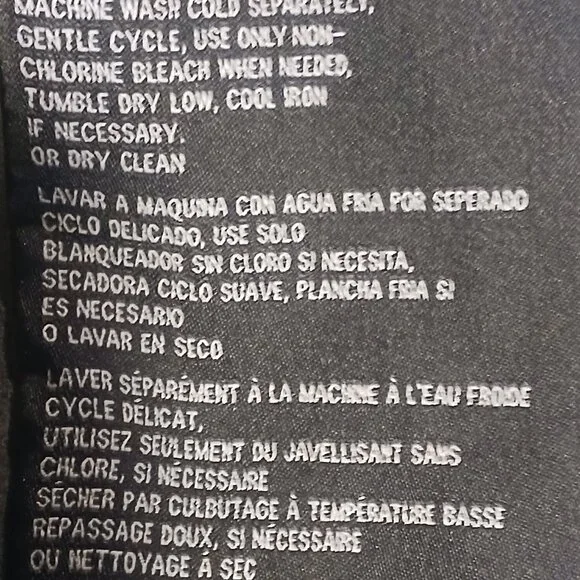 MACHINE WASH COLD SEPARATELY,
GENTLE CYCLE, USE ONLY NON-
CHLORINE BLEACH WHEN NEEDED,
TUMBLE DRY LOW, COOL IRON
IF NECESSARY.
OR DRY CLEAN
LAVAR A MAQUINA CON AGUA FRIA POR SEPERADO
CICLO DELICADO, USE SOLO
BLANQUEADOR SIN CLORO SI NECESITA,
SECADORA CICLO SUAVE, PLANCHA FRIA SI
ES NECESARIO
O LAVAR EN SECO
LAVER SÉPARÉMENT À LA MACHINE À L'EAU FROIDE
CYCLE DÉLICAT,
UTILISEZ SEULEMENT DU JAVELLISANT SANS
CHLORE, SI NÉCESSAIRE
SÉCHER PAR CULBUTAGE À TEMPÉRATURE BASSE
REPASSAGE DOUX, SI NÉCESSAIRE
OU NETTOYAGE À SEC